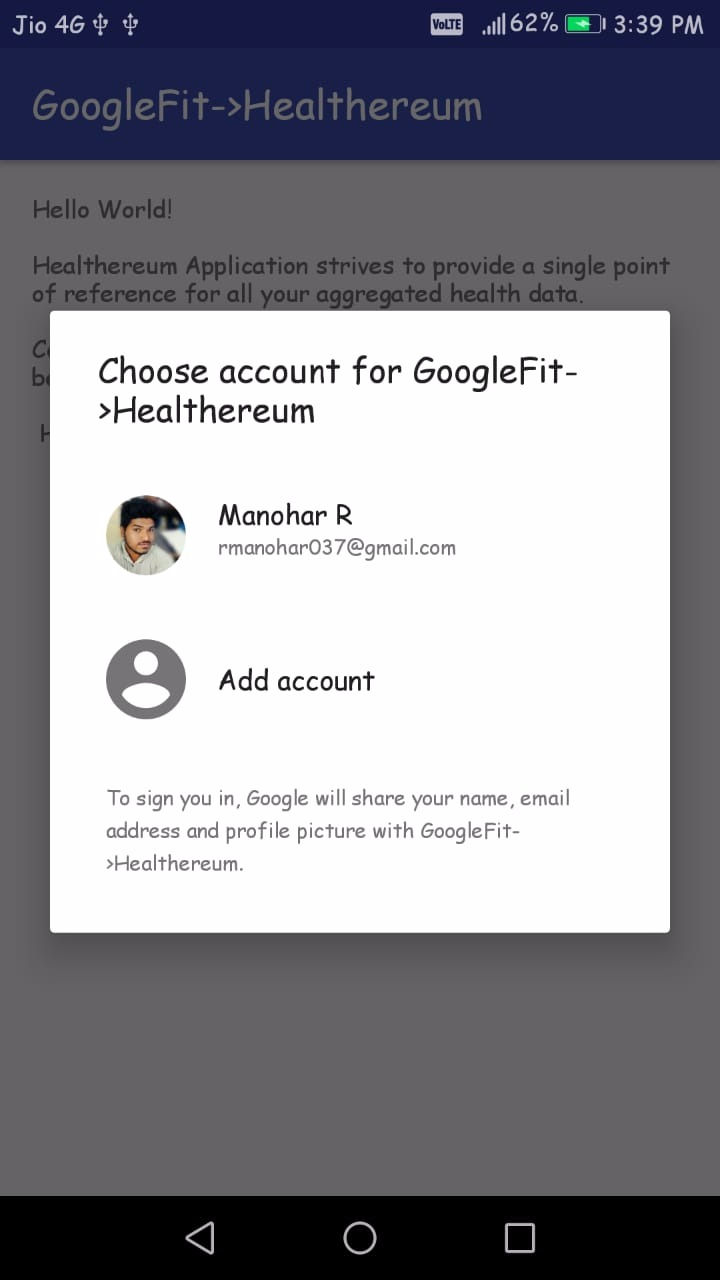 Jio 4G VoLTE 62% 3:39 PM
GoogleFit->Healthereum
Hello World!
Healthereum Application strives to provide a single point
of reference for all your aggregated health data.
Choose account for GoogleFit-
>Healthereum
Manohar R
rmanohar037@gmail.com
Add account
To sign you in, Google will share your name, email
address and profile picture with GoogleFit-
>Healthereum.